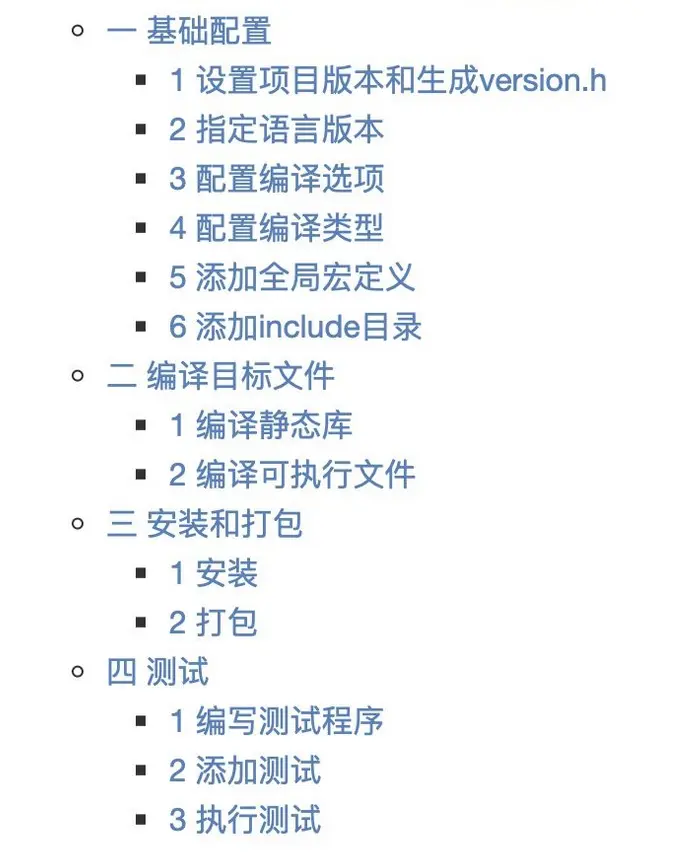 一 基础配置
1 设置项目版本和生成version.h
2 指定语言版本
3 配置编译选项
4 配置编译类型
5 添加全局宏定义
6 添加include目录
二 编译目标文件
1 编译静态库
2 编译可执行文件
三 安装和打包
1 安装
2 打包
四 测试
1 编写测试程序
2 添加测试
3 执行测试